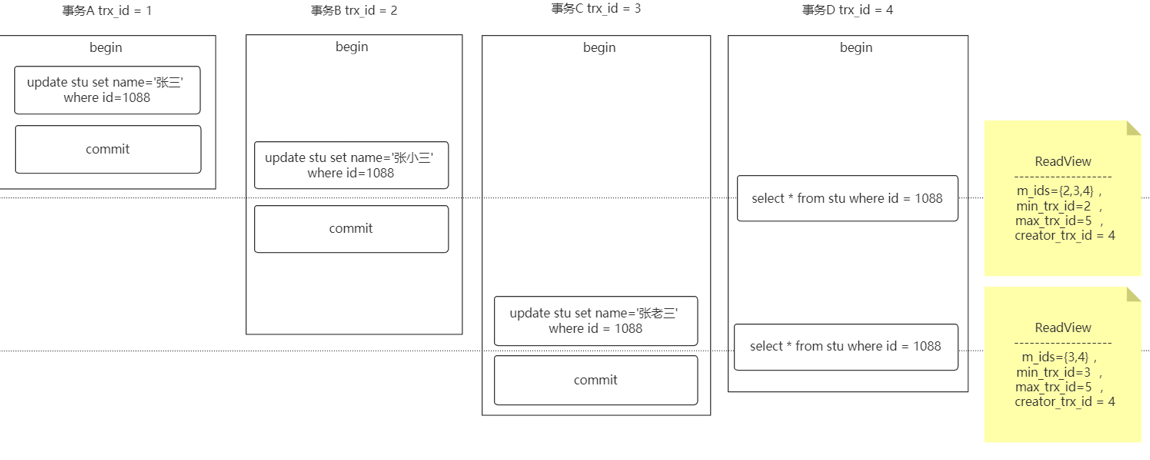 事务A trx_id = 1
begin
update stu set name='张三'
where id=1088
commit
事务B trx_id = 2
begin
update stu set name='张小三'
where id=1088
commit
事务C trx_id = 3
begin
update stu set name='张老三'
where id = 1088
commit
事务D trx_id = 4
begin
select * from stu where id = 1088
select * from stu where id = 1088
ReadView
--------------------
m_ids={2,3,4} ,
min_trx_id=2 ,
max_trx_id=5 ,
creator_trx_id = 4
ReadView
--------------------
m_ids={3,4} ,
min_trx_id=3 ,
max_trx_id=5 ,
creator_trx_id = 4